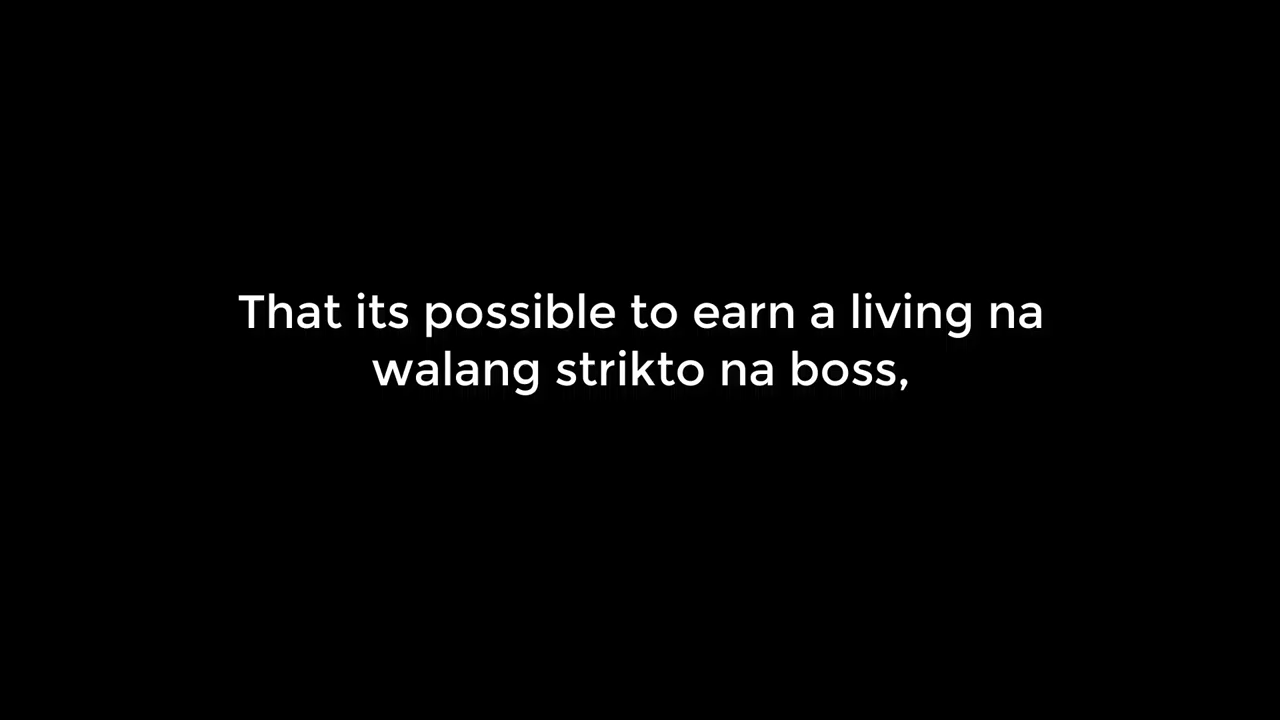 That its possible to earn a living na
walang strikto na boss,